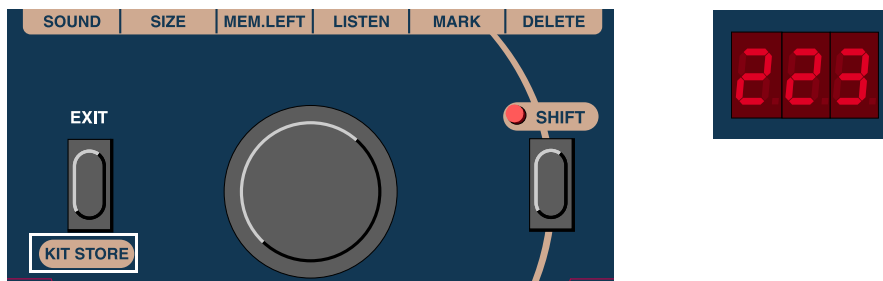 SOUND SIZE MEM.LEFT LISTEN MARK DELETE
223
EXIT
SHIFT
KIT STORE